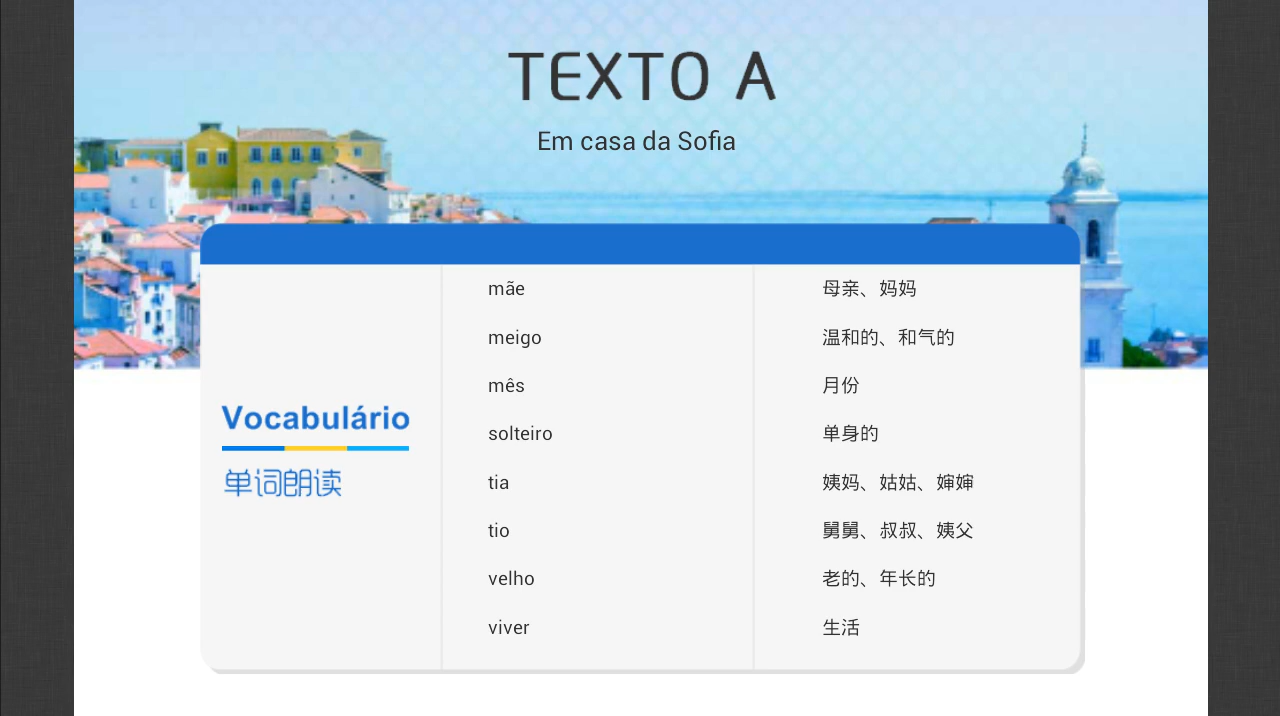 TEXTO A
Em casa da Sofia
Vocabulário
单词朗读
mãe 母亲、妈妈
meigo 温和的、和气的
mês 月份
solteiro 单身的
tia 姨妈、姑姑、婶婶
tio 舅舅、叔叔、姨父
velho 老的、年长的
viver 生活